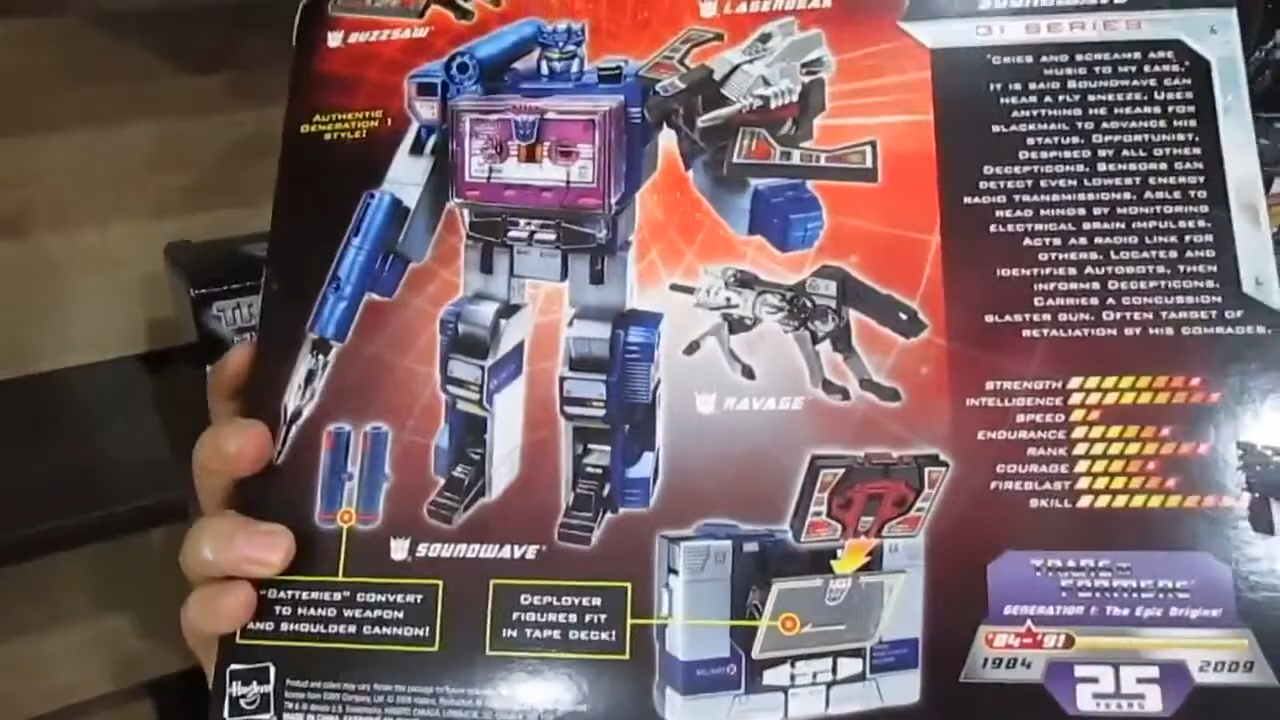 BUZZSAW
LASERBEAK
SOUNDWAVE
G1 SERIES
AUTHENTIC
GENERATION 1
STYLE!
"CRIES AND SCREAMS ARE
MUSIC TO MY EARS."
IT IS SAID SOUNDWAVE CAN
HEAR A FLY SNEEZE. USES
ANYTHING HE HEARS FOR
BLACKMAIL TO ADVANCE HIS
STATUS. OPPORTUNIST.
DESPISED BY ALL OTHER
DECEPTICONS. SENSORS CAN
DETECT EVEN LOWEST ENERGY
RADIO TRANSMISSIONS. ABLE TO
READ MINDS BY MONITORING
ELECTRICAL BRAIN IMPULSES.
ACTS AS RADIO LINK FOR
OTHERS. LOCATES AND
IDENTIFIES AUTOBOTS, THEN
INFORMS DECEPTICONS.
CARRIES A CONCUSSION
BLASTER GUN. OFTEN TARGET OF
RETALIATION BY HIS COMRADES.
STRENGTH
INTELLIGENCE
SPEED
ENDURANCE
RANK
COURAGE
FIREBLAST
SKILL
RAVAGE
SOUNDWAVE
"BATTERIES" CONVERT
TO HAND WEAPON
AND SHOULDER CANNON!
DEPLOYER
FIGURES FIT
IN TAPE DECK!
TRANSFORMERS
GENERATION 1: The Epic Origins!
'84-'91
1984
2009
25
YEARS
Hasbro
Product and colors may vary.